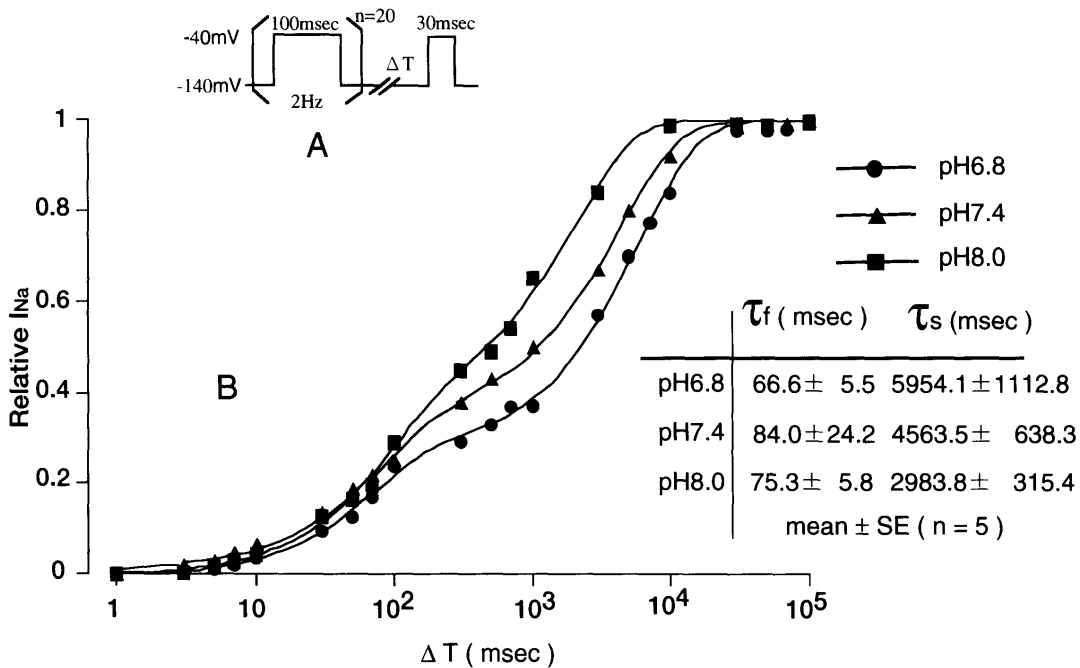 100msec n=20 30msec
-40mV
ΔT
-140mV
2Hz
A
B
1
0.8
0.6
0.4
0.2
0
Relative INa
1 10 10² 10³ 10⁴ 10⁵
ΔT ( msec )
pH6.8
pH7.4
pH8.0
τf ( msec ) τs (msec )
pH6.8 66.6± 5.5 5954.1±1112.8
pH7.4 84.0±24.2 4563.5± 638.3
pH8.0 75.3± 5.8 2983.8± 315.4
mean ± SE ( n = 5 )